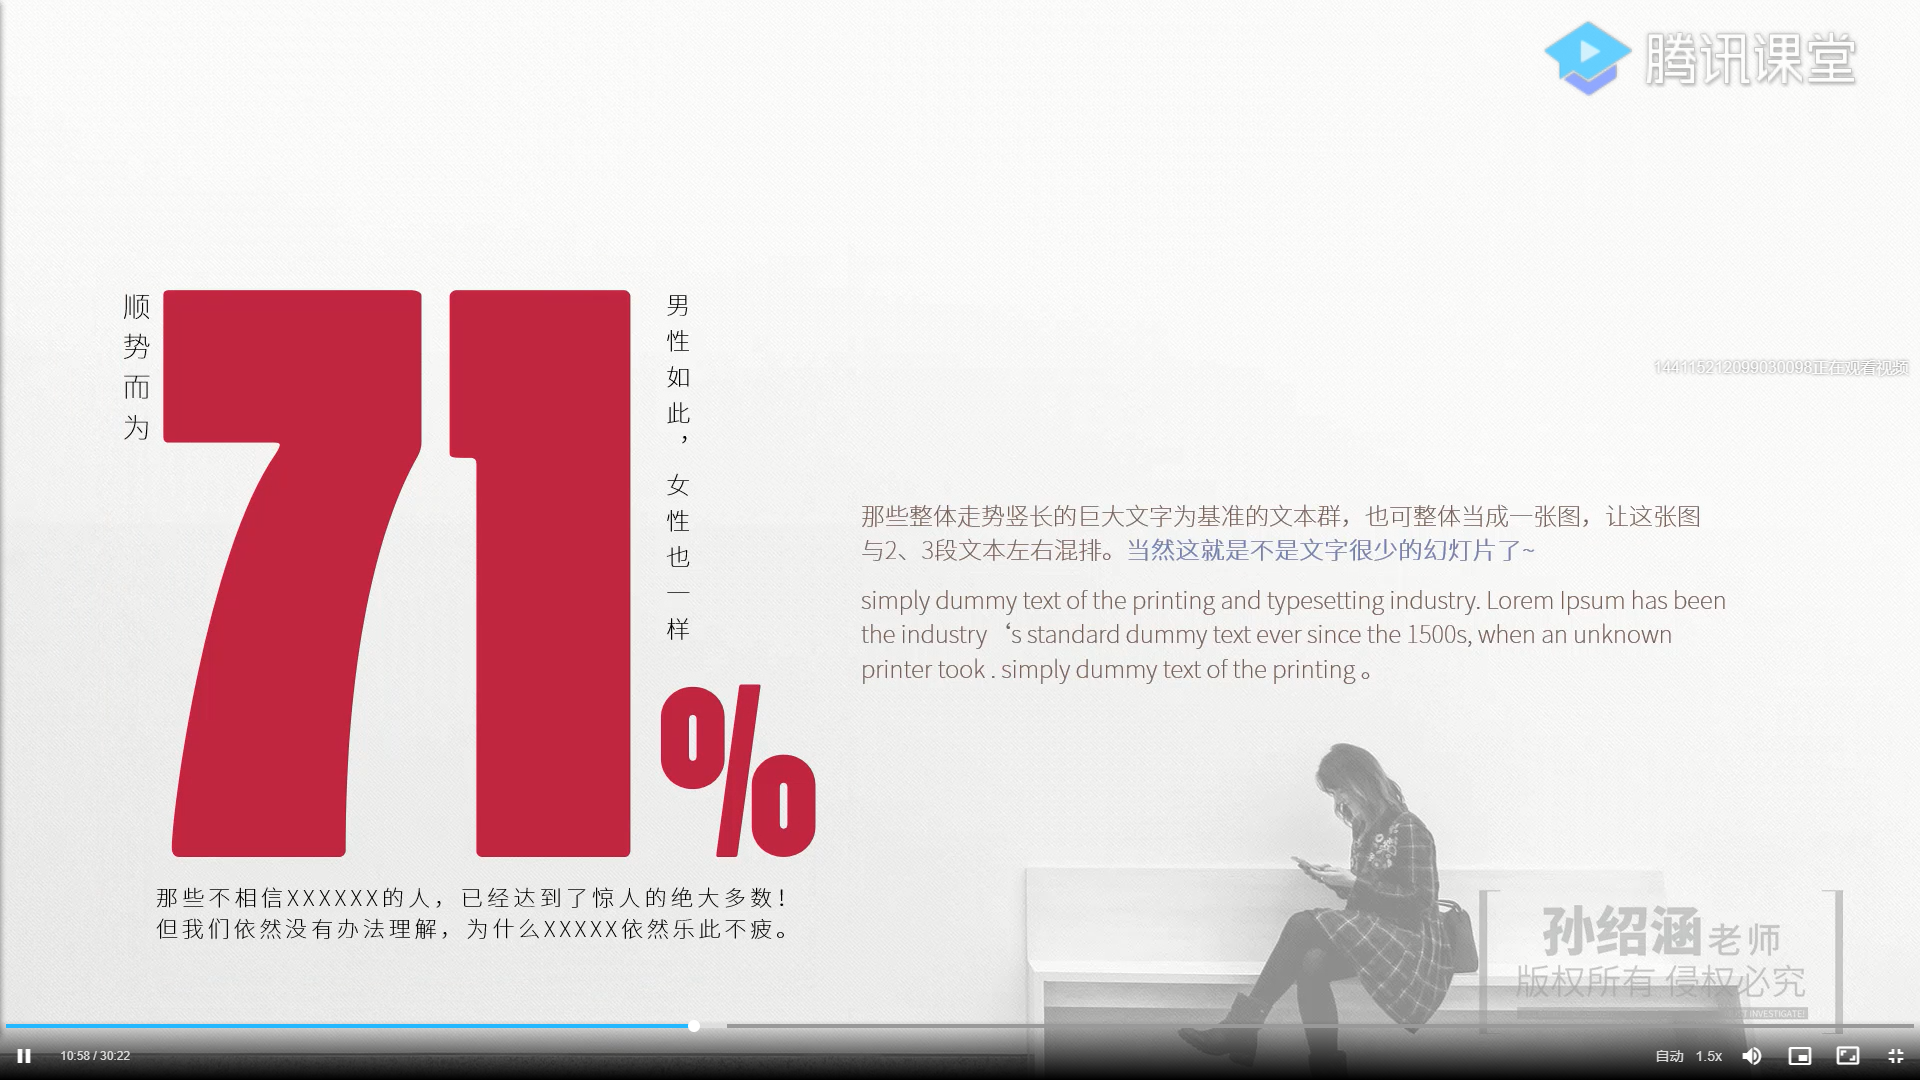 腾讯课堂
顺势而为
71%
男性如此，女性也一样
144115212099030098正在观看视频
那些整体走势竖长的巨大文字为基准的文本群，也可整体当成一张图，让这张图
与2、3段文本左右混排。当然这就是不是文字很少的幻灯片了~
simply dummy text of the printing and typesetting industry. Lorem Ipsum has been
the industry ‘s standard dummy text ever since the 1500s, when an unknown
printer took . simply dummy text of the printing 。
那些不相信XXXXXX的人，已经达到了惊人的绝大多数！
但我们依然没有办法理解，为什么XXXXX依然乐此不疲。
孙绍涵老师
版权所有 侵权必究
INVESTIGATE!
10:58 / 30:22
自动 1.5x